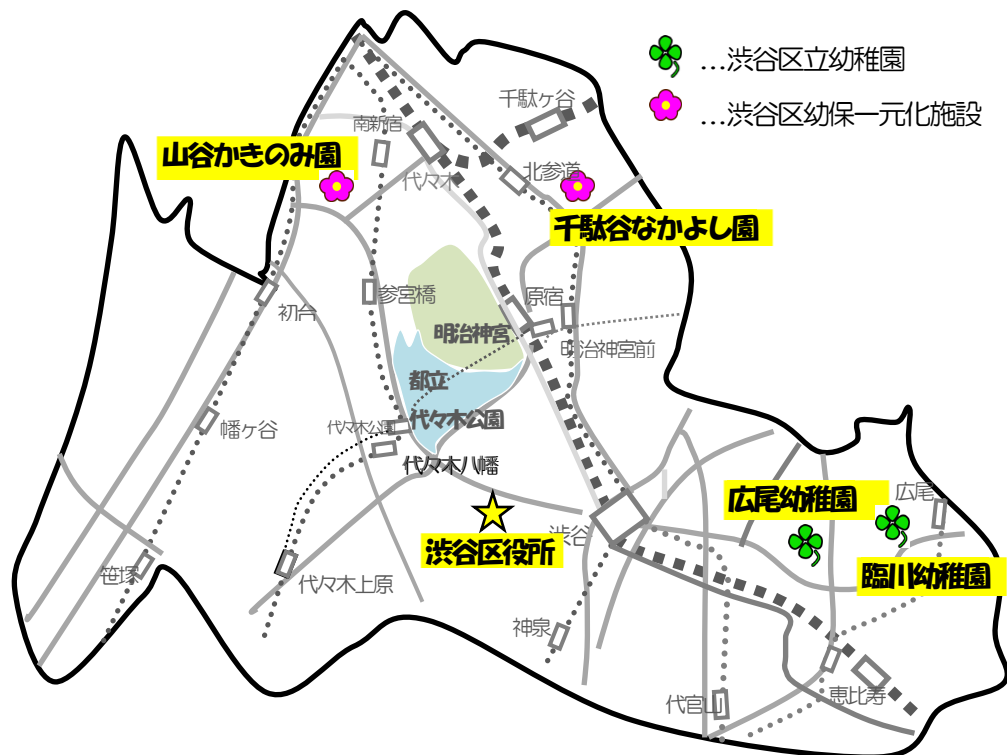 …渋谷区立幼稚園
…渋谷区幼保一元化施設
千駄ヶ谷
南新宿
山谷かきのみ園
代々木
北参道
千駄谷なかよし園
参宮橋
原宿
初台
明治神宮
明治神宮前
都立
代々木公園
代々木公園
幡ヶ谷
代々木八幡
広尾幼稚園
広尾
渋谷
渋谷区役所
臨川幼稚園
笹塚
代々木上原
神泉
代官山
恵比寿